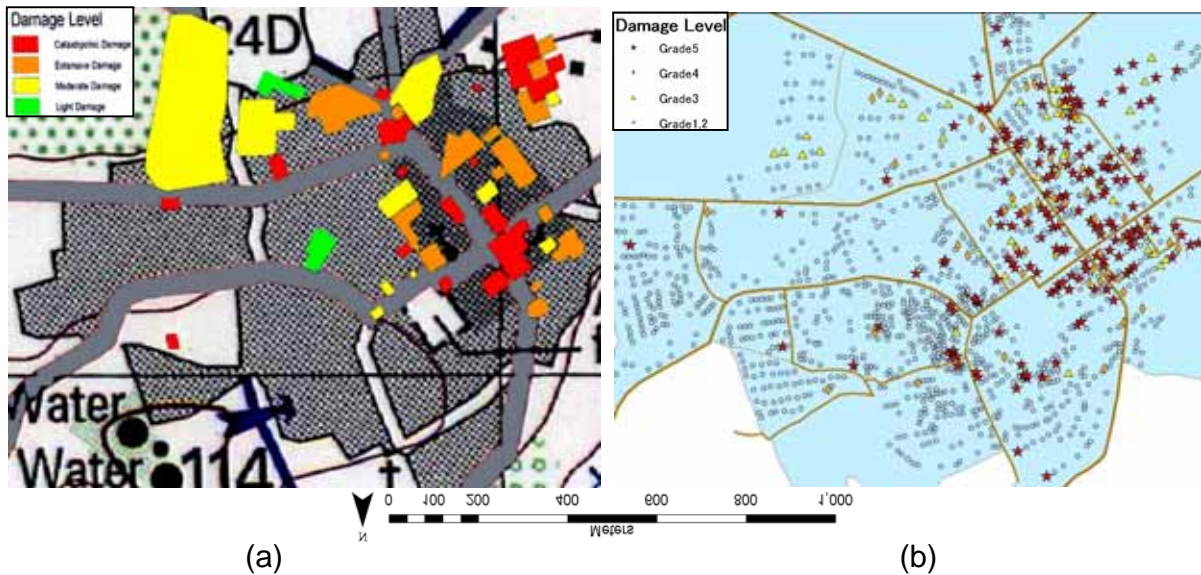 Damage Level
Catastrophic Damage
Extensive Damage
Moderate Damage
Light Damage
24D
Water
Water
114
Damage Level
Grade5
Grade4
Grade3
Grade1,2
N
0 100 200 400 600 800 1,000
Meters
(a)
(b)